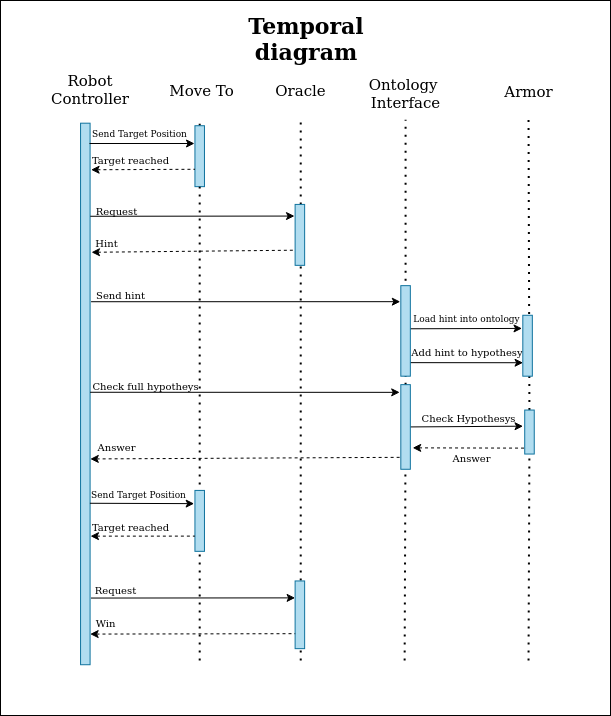 Temporal
diagram
Robot
Controller
Move To
Oracle
Ontology
Interface
Armor
Send Target Position
Target reached
Request
Hint
Send hint
Load hint into ontology
Add hint to hypothesy
Check full hypotheys
Check Hypothesys
Answer
Answer
Send Target Position
Target reached
Request
Win